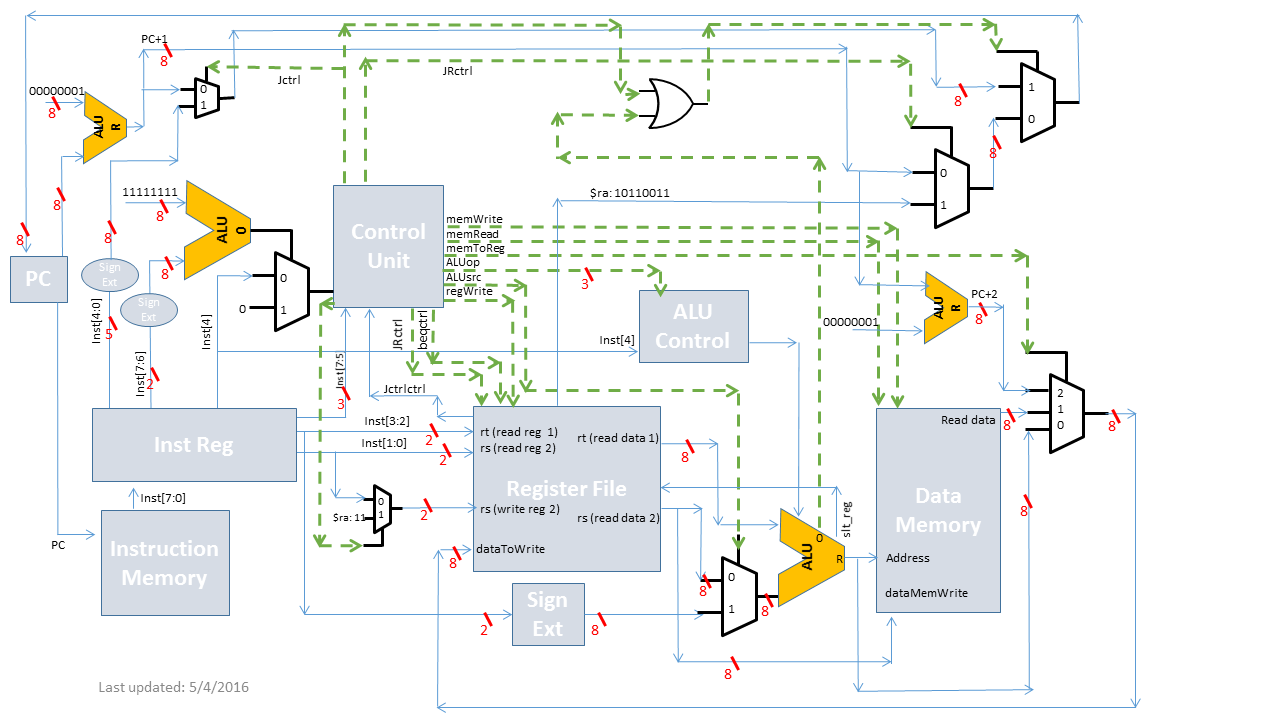 PC+1
8
Jctrl
JRctrl
00000001
8
ALU
R
0
1
1
0
8
8
8
11111111
8
ALU
0
8
8
8
PC
Sign
Ext
Sign
Ext
Inst[4:0]
5
Inst[7:6]
2
Inst[4]
0
1
0
Control
Unit
memWrite
memRead
memToReg
ALUop
ALUsrc
regWrite
3
$ra: 10110011
0
1
ALU
R
PC+2
8
00000001
ALU
Control
Inst[4]
JRctrl
beqctrl
Inst[7:5]
3
Jctrlctrl
Inst Reg
Inst[3:2]
2
Inst[1:0]
2
Inst[7:0]
Instruction
Memory
PC
0
1
$ra: 11
2
rt (read reg 1)
rs (read reg 2)
rt (read data 1)
Register File
rs (write reg 2)
rs (read data 2)
dataToWrite
8
8
8
Sign
Ext
2
8
0
1
8
ALU
0
R
slt_reg
8
Read data
8
Data
Memory
Address
dataMemWrite
2
1
0
8
8
Last updated: 5/4/2016